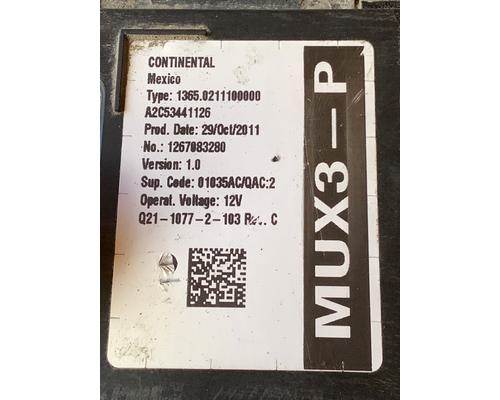 CONTINENTAL
Mexico
Type: 1365.0211100000
A2C53441126
Prod. Date: 29/Oct/2011
No.: 1267083280
Version: 1.0
Sup. Code: 01035AC/QAC:2
Operat. Voltage: 12V
Q21-1077-2-103 Rev. C
MUX3-P